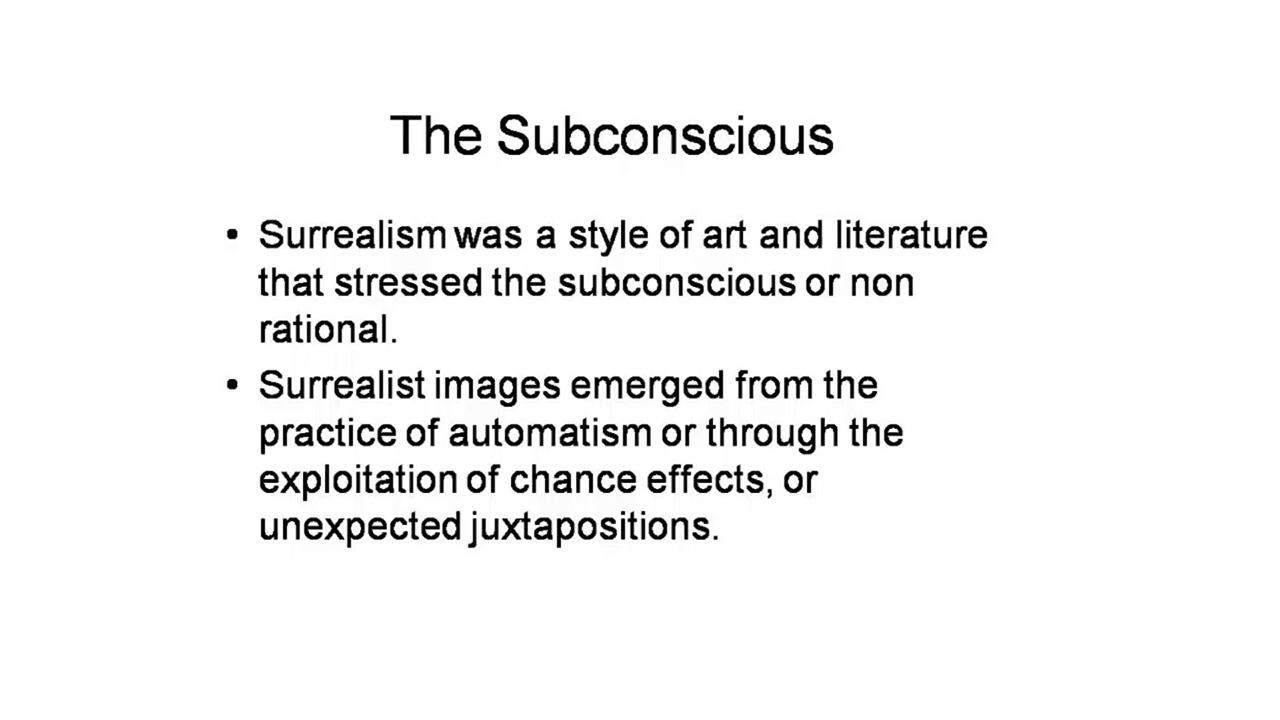 The Subconscious
• Surrealism was a style of art and literature
that stressed the subconscious or non
rational.
• Surrealist images emerged from the
practice of automatism or through the
exploitation of chance effects, or
unexpected juxtapositions.